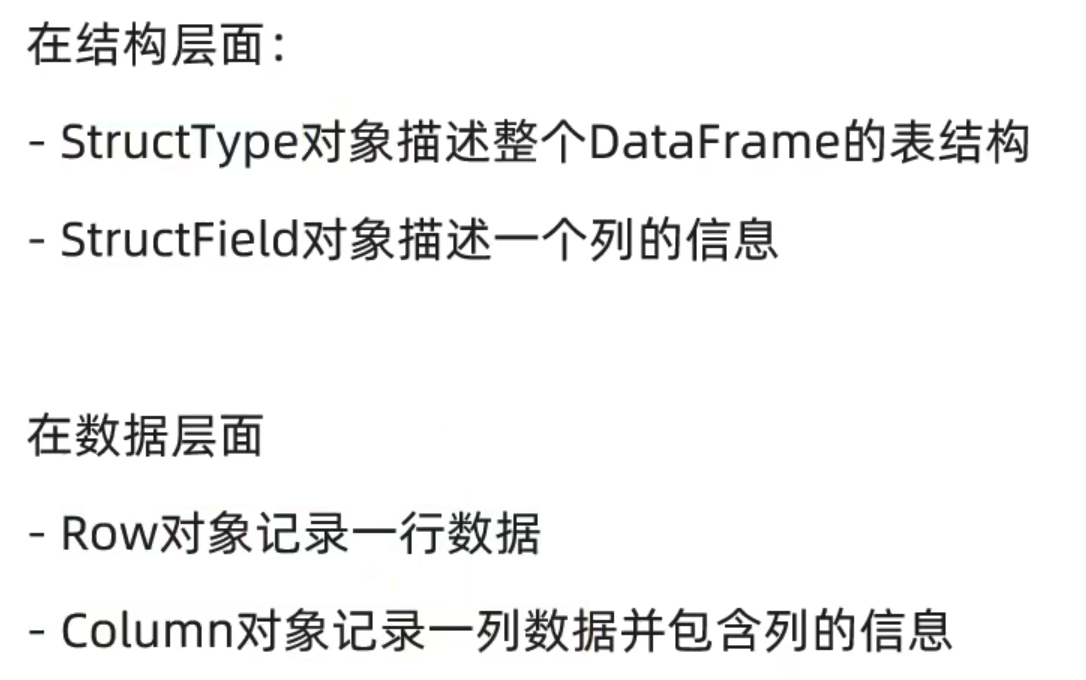 在结构层面：
- StructType对象描述整个DataFrame的表结构
- StructField对象描述一个列的信息
在数据层面
- Row对象记录一行数据
- Column对象记录一列数据并包含列的信息